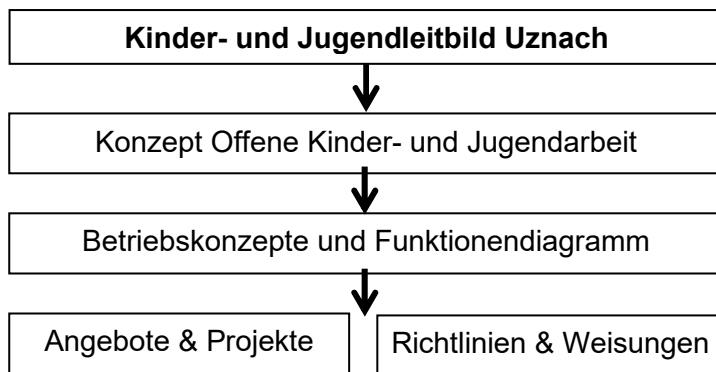 Kinder- und Jugendleitbild Uznach
Konzept Offene Kinder- und Jugendarbeit
Betriebskonzepte und Funktionendiagramm
Angebote & Projekte
Richtlinien & Weisungen